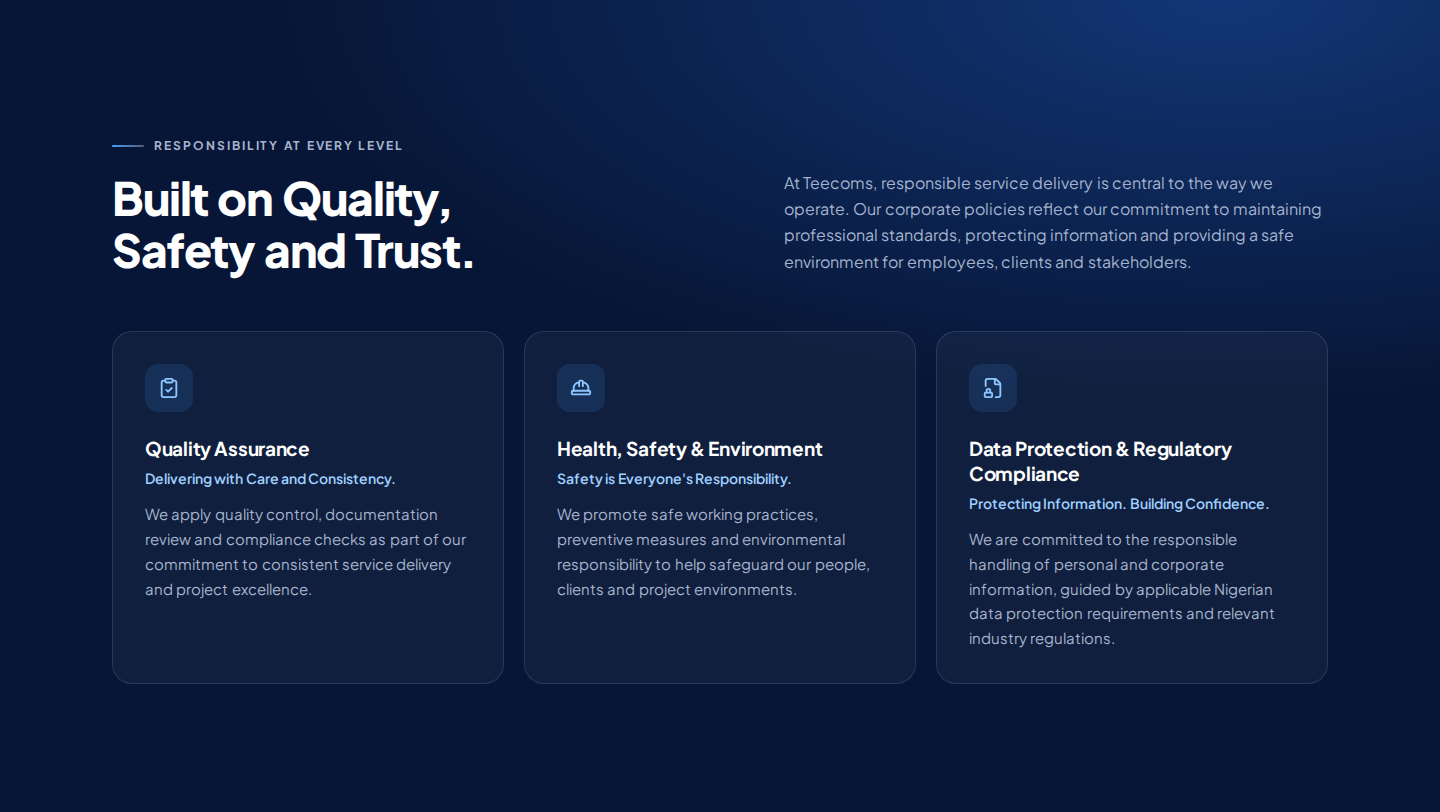 RESPONSIBILITY AT EVERY LEVEL
Built on Quality,
Safety and Trust.
At Teecoms, responsible service delivery is central to the way we
operate. Our corporate policies reflect our commitment to maintaining
professional standards, protecting information and providing a safe
environment for employees, clients and stakeholders.
Quality Assurance
Delivering with Care and Consistency.
We apply quality control, documentation
review and compliance checks as part of our
commitment to consistent service delivery
and project excellence.
Health, Safety & Environment
Safety is Everyone's Responsibility.
We promote safe working practices,
preventive measures and environmental
responsibility to help safeguard our people,
clients and project environments.
Data Protection & Regulatory
Compliance
Protecting Information. Building Confidence.
We are committed to the responsible
handling of personal and corporate
information, guided by applicable Nigerian
data protection requirements and relevant
industry regulations.